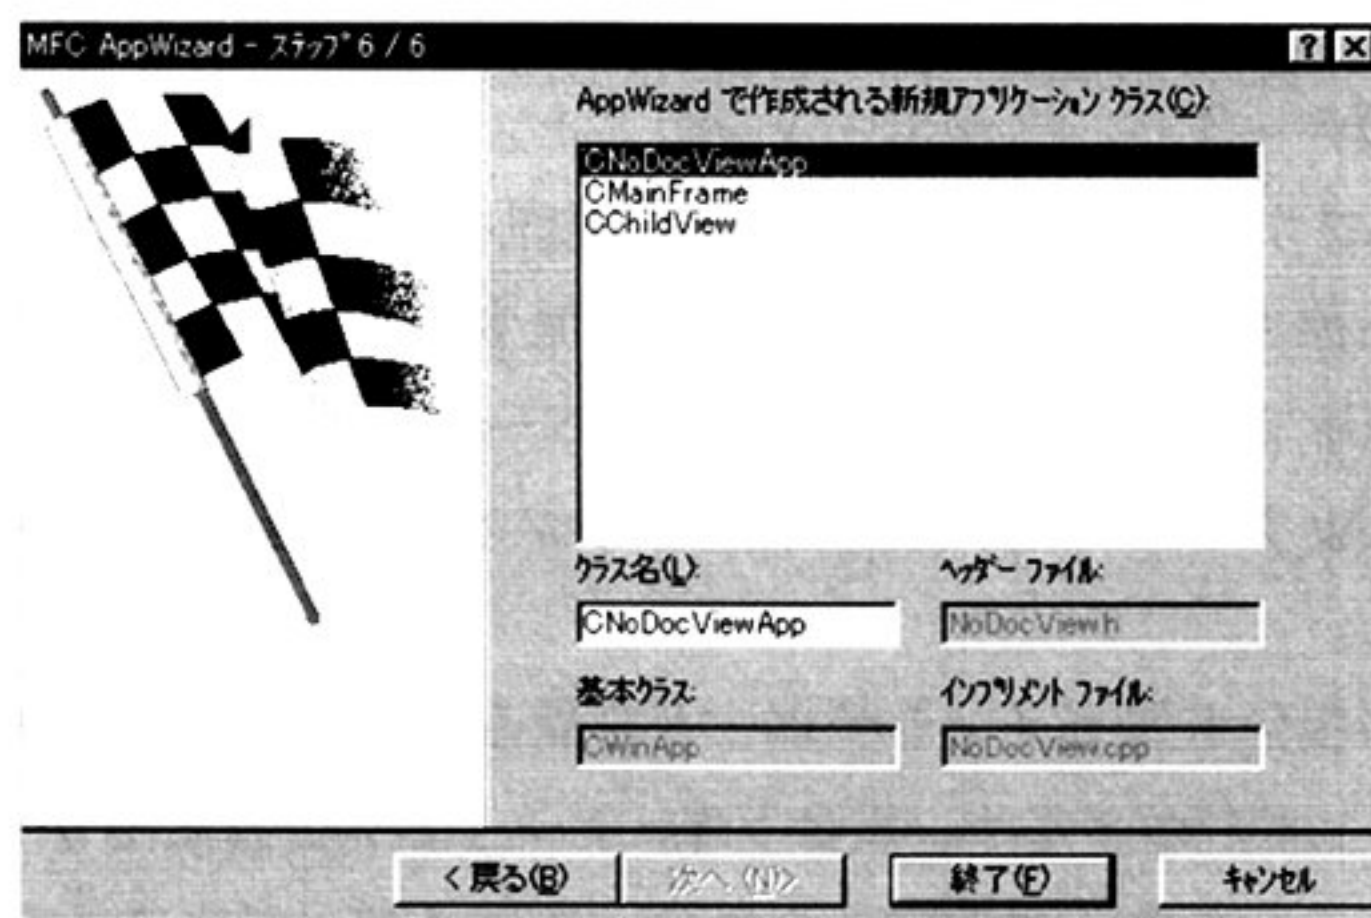 MFC AppWizard - ステップ 6 / 6
AppWizard で作成される新規アプリケーション クラス(C):
CNoDocViewApp
CMainFrame
CChildView
クラス名(L):
ヘッダー ファイル:
CNoDocViewApp
NoDocView.h
基本クラス:
インプリメント ファイル:
CWinApp
NoDocView.cpp
< 戻る(B)
次へ (N)>
終了(F)
キャンセル